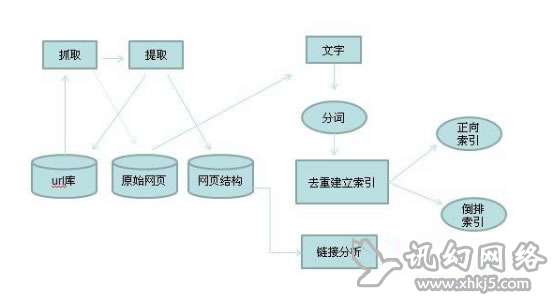 抓取
提取
文字
分词
正向
索引
url库
原始网页
网页结构
去重建立索引
倒排
索引
链接分析
讯幻网络
www.xhkj5.com